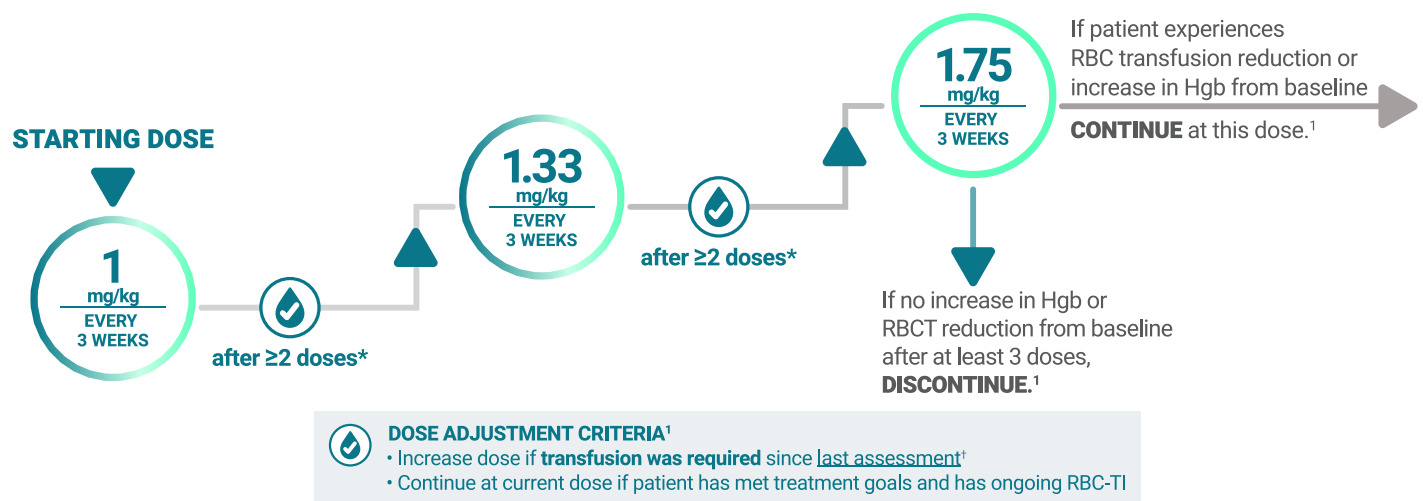 STARTING DOSE
1
mg/kg
EVERY
3 WEEKS
after ≥2 doses*
1.33
mg/kg
EVERY
3 WEEKS
after ≥2 doses*
1.75
mg/kg
EVERY
3 WEEKS
If patient experiences
RBC transfusion reduction or
increase in Hgb from baseline
CONTINUE at this dose.¹
If no increase in Hgb or
RBCT reduction from baseline
after at least 3 doses,
DISCONTINUE.¹
DOSE ADJUSTMENT CRITERIA¹
• Increase dose if transfusion was required since last assessment†
• Continue at current dose if patient has met treatment goals and has ongoing RBC-TI